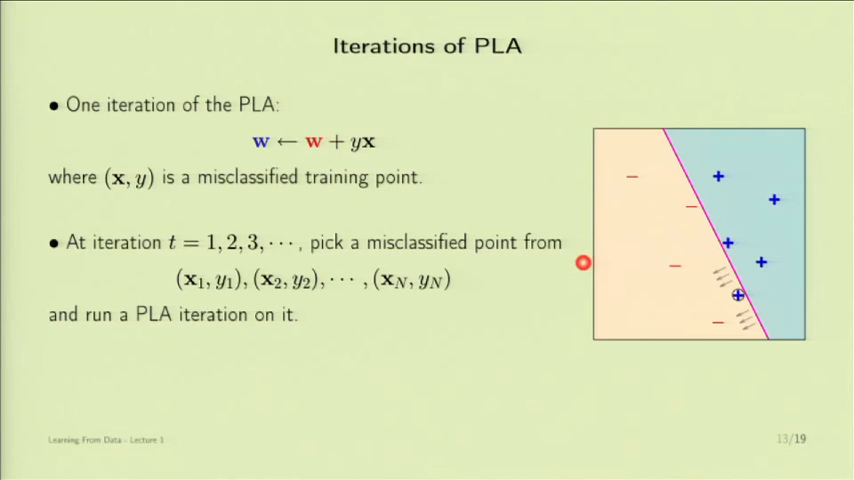 Iterations of PLA
• One iteration of the PLA:
w ← w + yx
where (x, y) is a misclassified training point.
• At iteration t = 1, 2, 3, · · · , pick a misclassified point from
(x₁, y₁), (x₂, y₂), · · · , (x_N, y_N)
and run a PLA iteration on it.
Learning From Data - Lecture 1
13/19